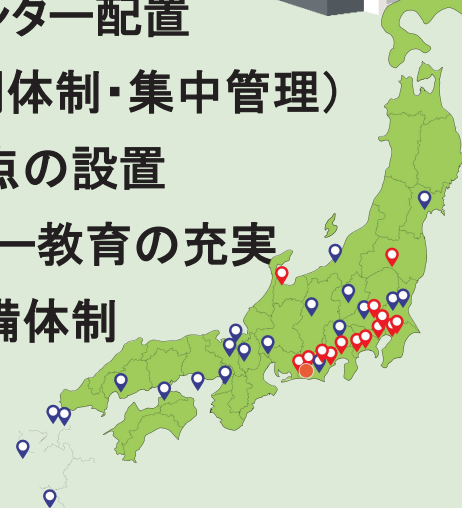 ンター配置
体制・集中管理）
点の設置
ー教育の充実
備体制